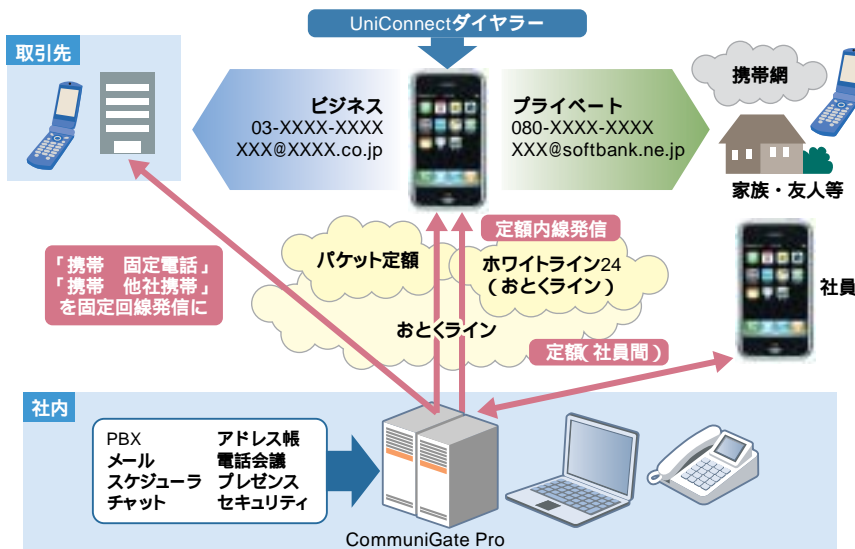 UniConnectダイヤラー
取引先
ビジネス
03-XXXX-XXXX
XXX@XXXX.co.jp
プライベート
080-XXXX-XXXX
XXX@softbank.ne.jp
携帯網
家族・友人等
定額内線発信
パケット定額
ホワイトライン24
（おとくライン）
「携帯　固定電話」
「携帯　他社携帯」
を固定回線発信に
社員
おとくライン
定額（社員間）
社内
PBX
アドレス帳
メール
電話会議
スケジューラ
プレゼンス
チャット
セキュリティ
CommuniGate Pro